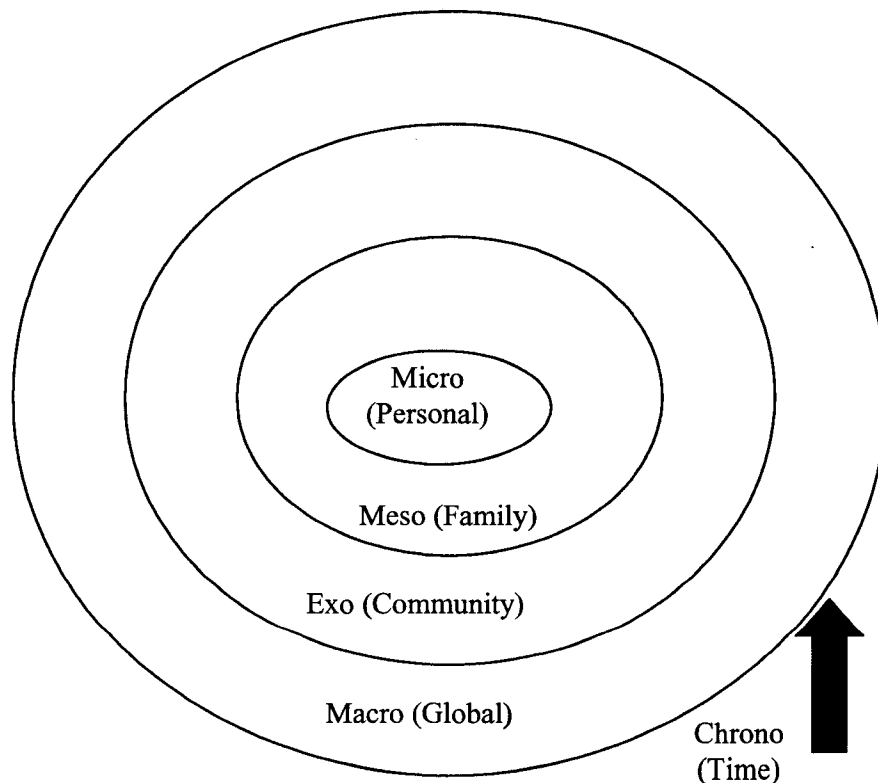 Micro
(Personal)
Meso (Family)
Exo (Community)
Macro (Global)
Chrono
(Time)